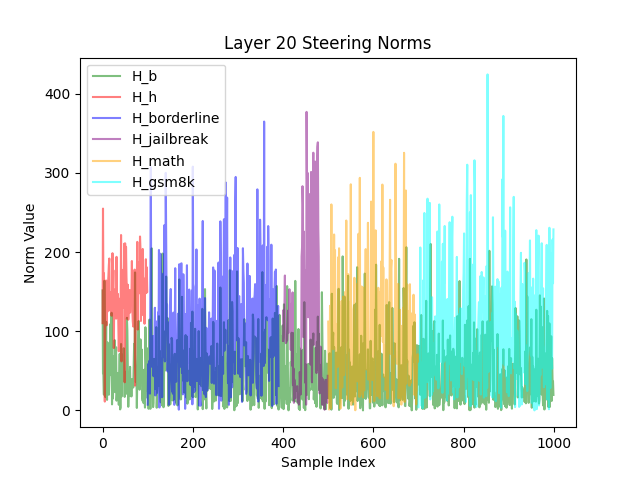 Layer 20 Steering Norms
H_b
H_h
H_borderline
H_jailbreak
H_math
H_gsm8k
Norm Value
400
300
200
100
0
0
200
400
600
800
1000
Sample Index